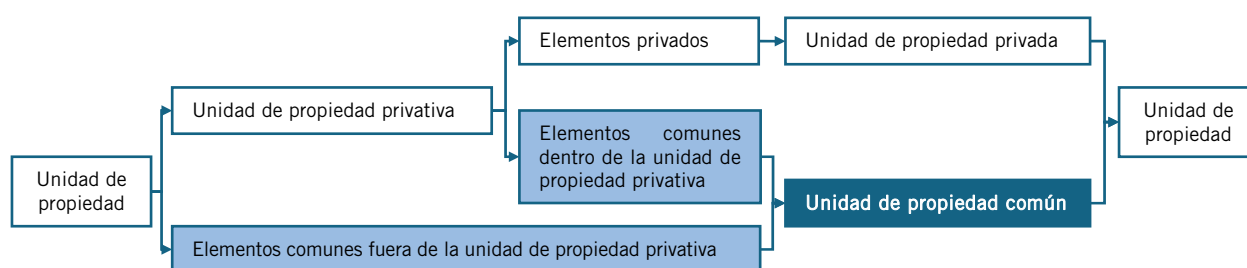 Elementos privados
Unidad de propiedad privada
Unidad de propiedad privativa
Unidad de
propiedad
Elementos comunes
dentro de la unidad de
propiedad privativa
Unidad de
propiedad
Unidad de propiedad común
Elementos comunes fuera de la unidad de propiedad privativa